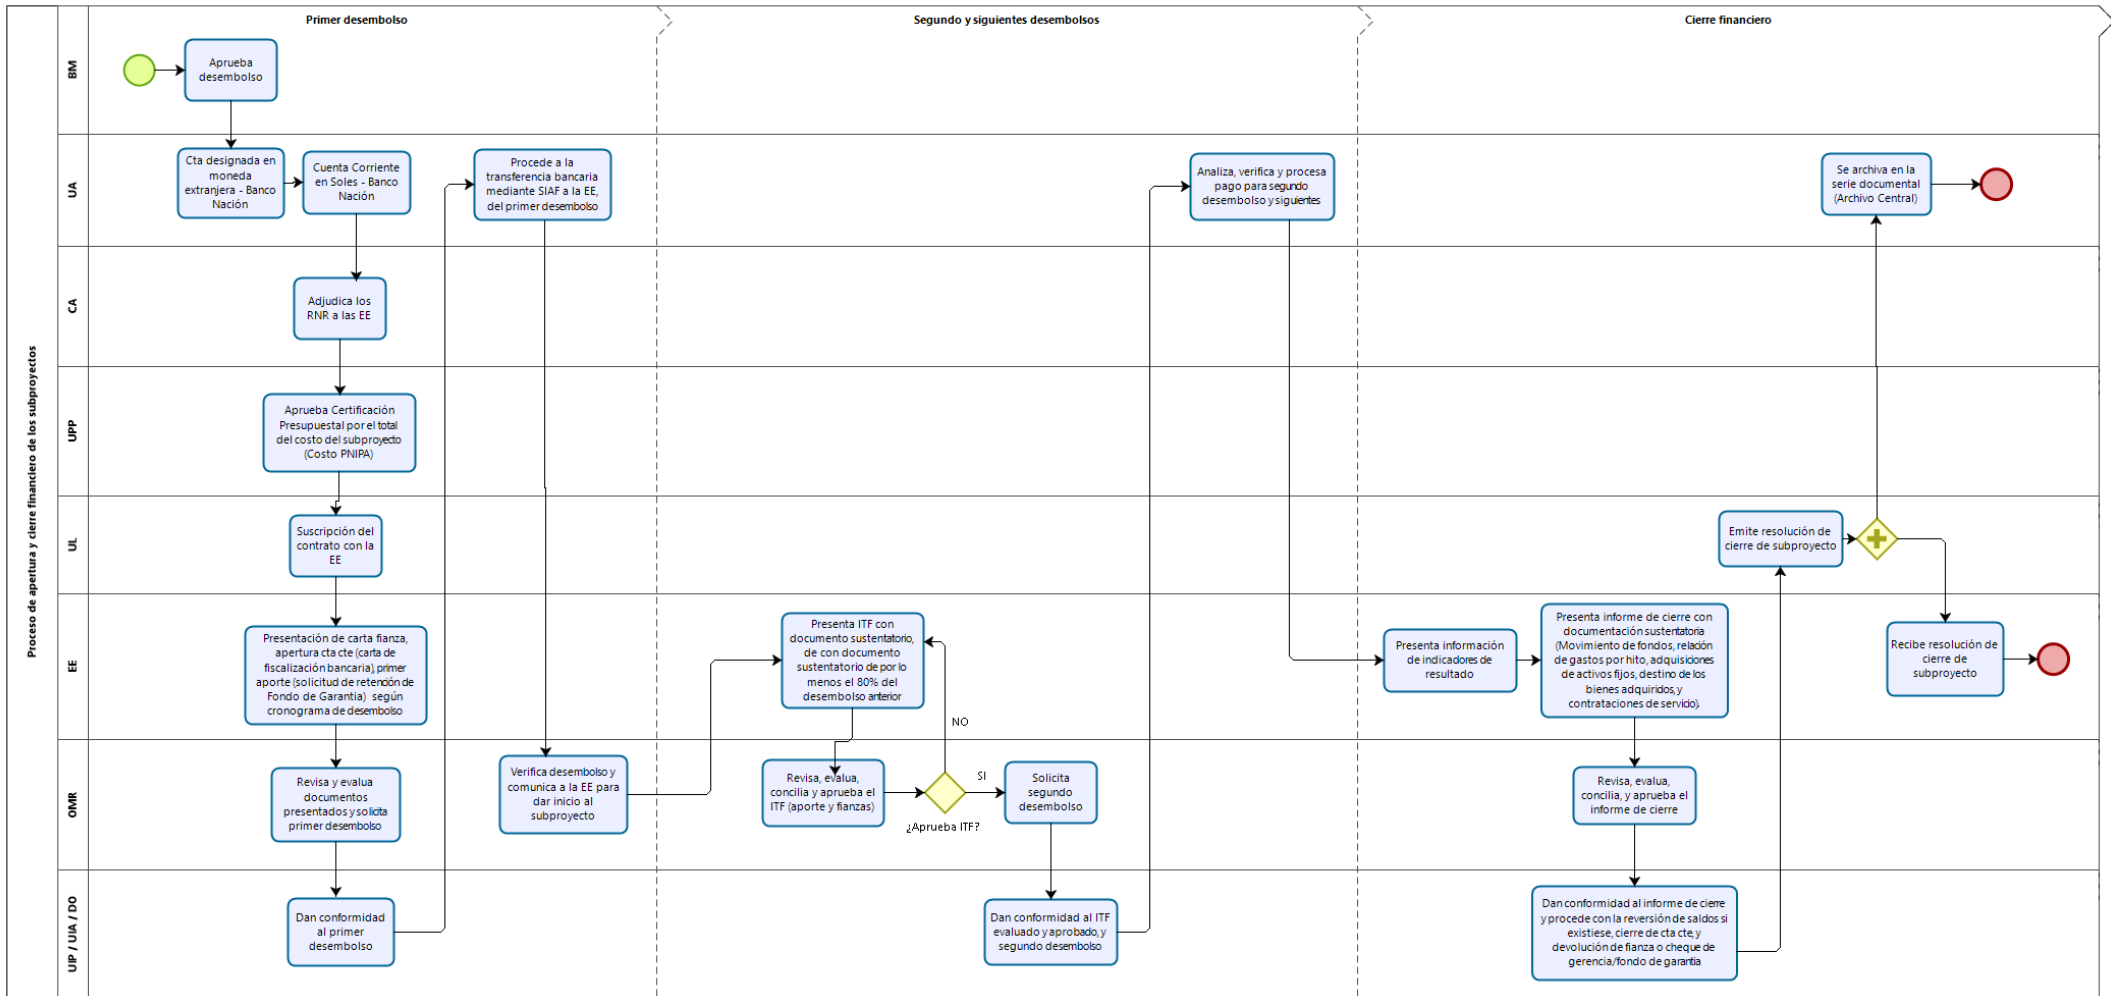 Primer desembolso
Segundo y siguientes desembolsos
Cierre financiero
Proceso de apertura y cierre financiero de los subproyectos
BM
Aprueba
desembolso
UA
Cta designada en
moneda
extranjera - Banco
Nación
Cuenta Corriente
en Soles - Banco
Nación
Procede a la
transferencia bancaria
mediante SIAF a la EE,
del primer desembolso
Analiza, verifica y procesa
pago para segundo
desembolso y siguientes
Se archiva en la
serie documental
(Archivo Central)
CA
Adjudica los
RNR a las EE
UPP
Aprueba Certificación
Presupuestal por el total
del costo del subproyecto
(Costo PNIPA)
UL
Suscripción del
contrato con la
EE
Emite resolución de
cierre de subproyecto
EE
Presentación de carta fianza,
apertura cta cte (carta de
fiscalización bancaria), primer
aporte (solicitud de retención de
Fondo de Garantia) según
cronograma de desembolso
Presenta ITF con
documento sustentatorio,
de con documento
sustentatorio de por lo
menos el 80% del
desembolso anterior
Presenta información
de indicadores de
resultado
Presenta informe de cierre con
documentación sustentatoria
(Movimiento de fondos, relación
de gastos por hito, adquisiciones
de activos fijos, destino de los
bienes adquiridos, y
contrataciones de servicio).
Recibe resolución de
cierre de
subproyecto
NO
OMR
Revisa y evalua
documentos
presentados y solicita
primer desembolso
Verifica desembolso y
comunica a la EE para
dar inicio al
subproyecto
Revisa, evalua,
concilia y aprueba el
ITF (aporte y fianzas)
SI
¿Aprueba ITF?
Solicita
segundo
desembolso
Revisa, evalua,
concilia, y aprueba el
informe de cierre
UIP / UIA / DO
Dan conformidad
al primer
desembolso
Dan conformidad al ITF
evaluado y aprobado, y
segundo desembolso
Dan conformidad al informe de cierre
y procede con la reversión de saldos si
existiese, cierre de cta cte, y
devolución de fianza o cheque de
gerencia/fondo de garantia